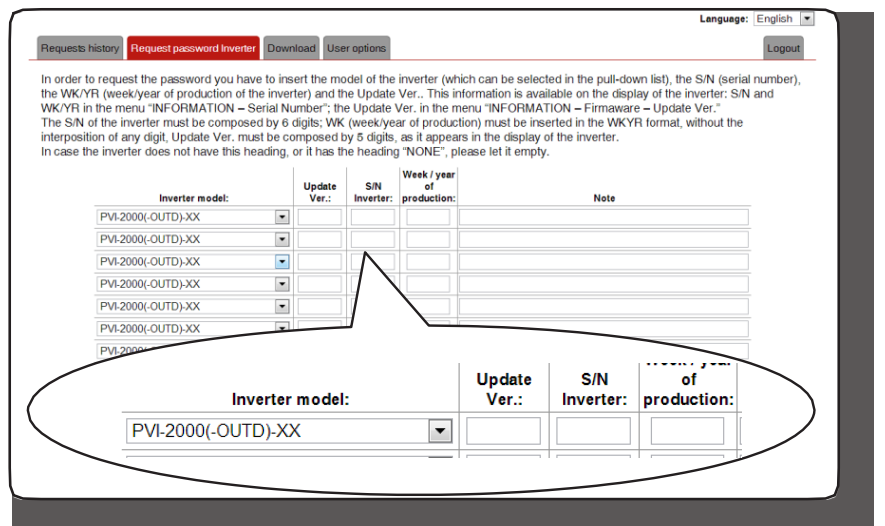 Language: English
Requests history Request password Inverter Download User options Logout
In order to request the password you have to insert the model of the inverter (which can be selected in the pull-down list), the S/N (serial number),
the WK/YR (week/year of production of the inverter) and the Update Ver.. This information is available on the display of the inverter: S/N and
WK/YR in the menu “INFORMATION – Serial Number”; the Update Ver. in the menu “INFORMATION – Firmaware – Update Ver.”
The S/N of the inverter must be composed by 6 digits; WK (week/year of production) must be inserted in the WKYR format, without the
interposition of any digit, Update Ver. must be composed by 5 digits, as it appears in the display of the inverter.
In case the inverter does not have this heading, or it has the heading “NONE”, please let it empty.
Inverter model: Update Ver.: S/N Inverter: Week / year of production: Note
PVI-2000(-OUTD)-XX
PVI-2000(-OUTD)-XX
PVI-2000(-OUTD)-XX
PVI-2000(-OUTD)-XX
PVI-2000(-OUTD)-XX
PVI-2000(-OUTD)-XX
Inverter model: Update Ver.: S/N Inverter: of production:
PVI-2000(-OUTD)-XX